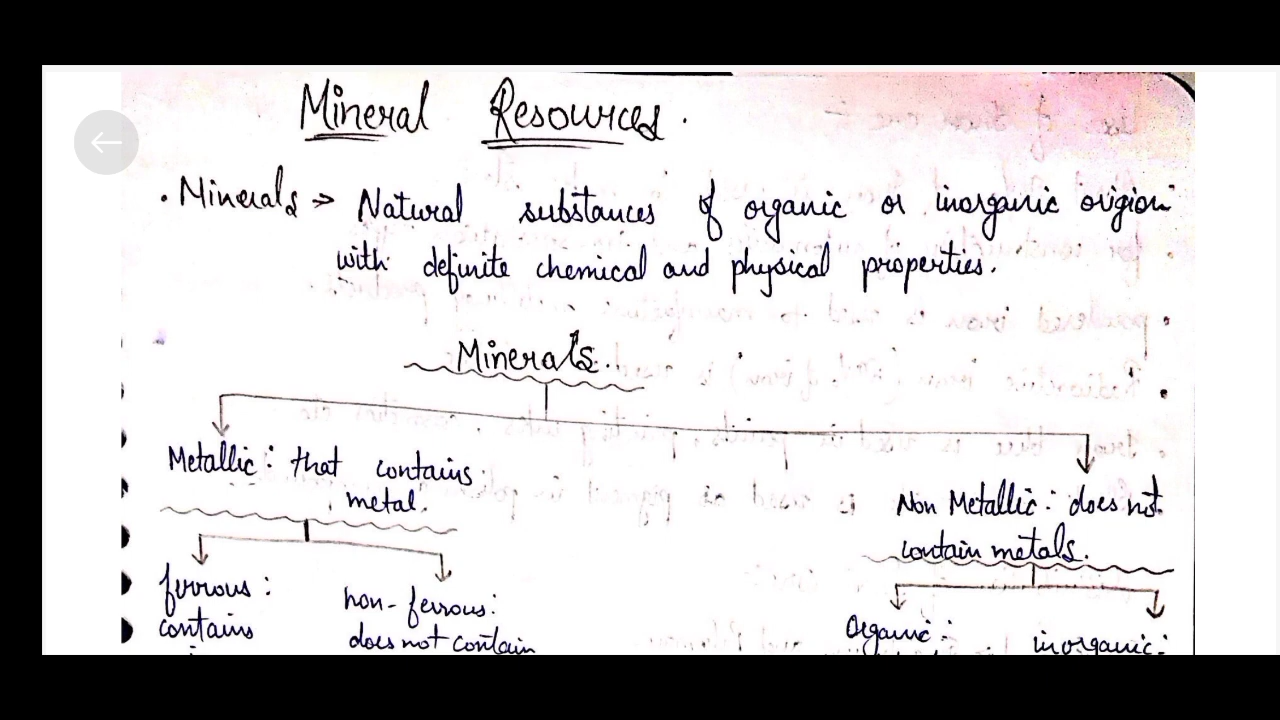 Mineral Resources.
. Minerals → Natural substances of organic or inorganic origion
with definite chemical and physical properties.
Minerals.
Metallic: that contains
metal.
Non Metallic: does not
contain metals.
ferrous:
contains
non-ferrous:
does not contain
Organic:
inorganic: